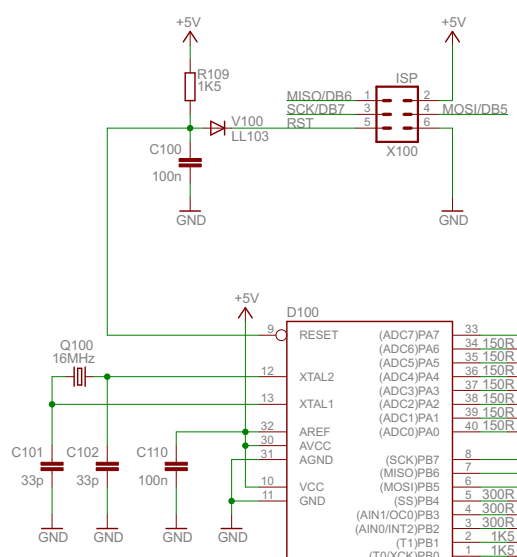 +5V
+5V
R109
1K5
ISP
MISO/DB6 1 2
SCK/DB7 3 4 MOSI/DB5
RST 5 6
V100
LL103
X100
C100
100n
GND
GND
+5V
D100
9 RESET
Q100
16MHz
12 XTAL2
13 XTAL1
32 AREF
30 AVCC
31 AGND
10 VCC
11 GND
C101
33p
C102
33p
C110
100n
GND
GND
GND
GND
(ADC7)PA7 33
(ADC6)PA6 34 150R
(ADC5)PA5 35 150R
(ADC4)PA4 36 150R
(ADC3)PA3 37 150R
(ADC2)PA2 38 150R
(ADC1)PA1 39 150R
(ADC0)PA0 40 150R
(SCK)PB7 8
(MISO)PB6 7
(MOSI)PB5 6
(SS)PB4 5 300R
(AIN1/OC0)PB3 4 300R
(AIN0/INT2)PB2 3 300R
(T1)PB1 2 1K5
(T0/XCK)PB0 1 1K5